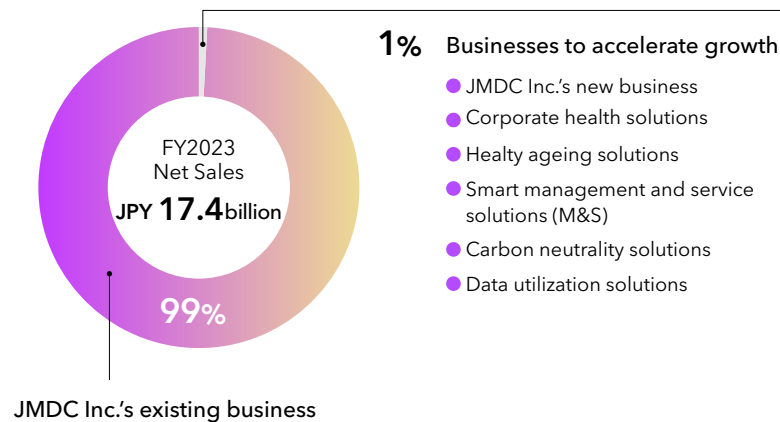 1% Businesses to accelerate growth
JMDC Inc.'s new business
Corporate health solutions
Healty ageing solutions
Smart management and service
solutions (M&S)
Carbon neutrality solutions
Data utilization solutions
FY2023
Net Sales
JPY 17.4 billion
99%
JMDC Inc.'s existing business